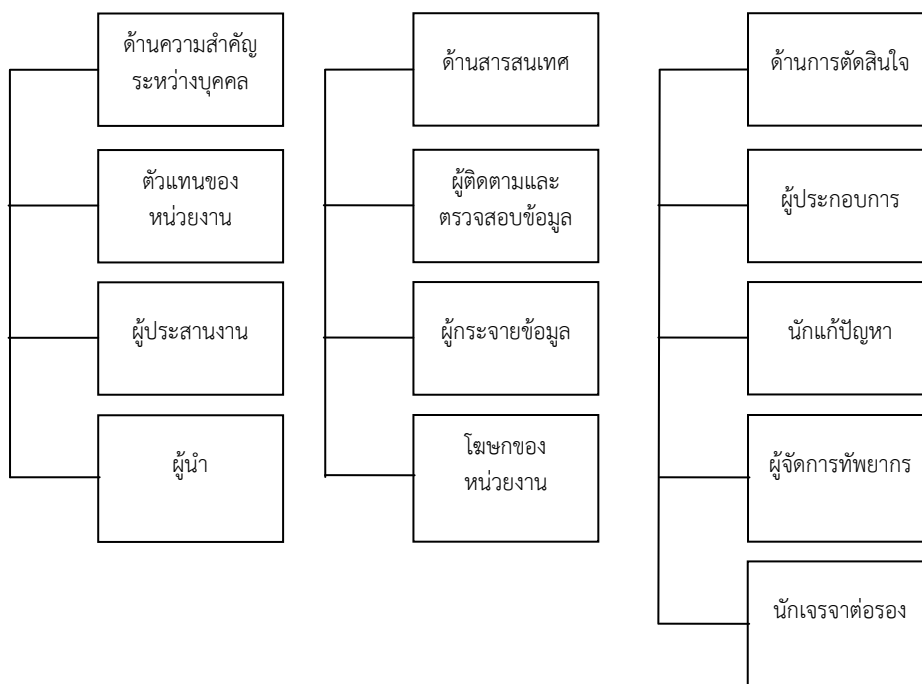 ด้านความสำคัญ
ระหว่างบุคคล
ตัวแทนของ
หน่วยงาน
ผู้ประสานงาน
ผู้นำ
ด้านสารสนเทศ
ผู้ติดตามและ
ตรวจสอบข้อมูล
ผู้กระจายข้อมูล
โฆษกของ
หน่วยงาน
ด้านการตัดสินใจ
ผู้ประกอบการ
นักแก้ปัญหา
ผู้จัดการทัพยากร
นักเจรจาต่อรอง